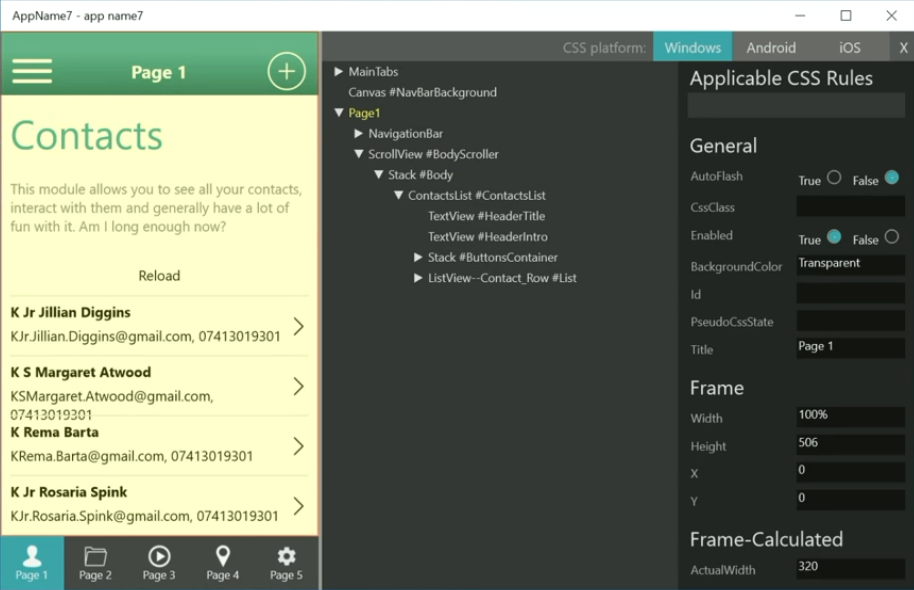 AppName7 - app name7
Page 1
Contacts
This module allows you to see all your contacts,
interact with them and generally have a lot of
fun with it. Am I long enough now?
Reload
K Jr Jillian Diggins
KJr.Jillian.Diggins@gmail.com, 07413019301
K S Margaret Atwood
KSMargaret.Atwood@gmail.com,
07413019301
K Rema Barta
KRema.Barta@gmail.com, 07413019301
K Jr Rosaria Spink
KJr.Rosaria.Spink@gmail.com, 07413019301
Page 1 Page 2 Page 3 Page 4 Page 5
CSS platform: Windows Android iOS X
MainTabs
Canvas #NavBarBackground
Page1
NavigationBar
ScrollView #BodyScroller
Stack #Body
ContactsList #ContactsList
TextView #HeaderTitle
TextView #HeaderIntro
Stack #ButtonsContainer
ListView--Contact_Row #List
Applicable CSS Rules
General
AutoFlash True False
CssClass
Enabled True False
BackgroundColor Transparent
Id
PseudoCssState
Title Page 1
Frame
Width 100%
Height 506
X 0
Y 0
Frame-Calculated
ActualWidth 320